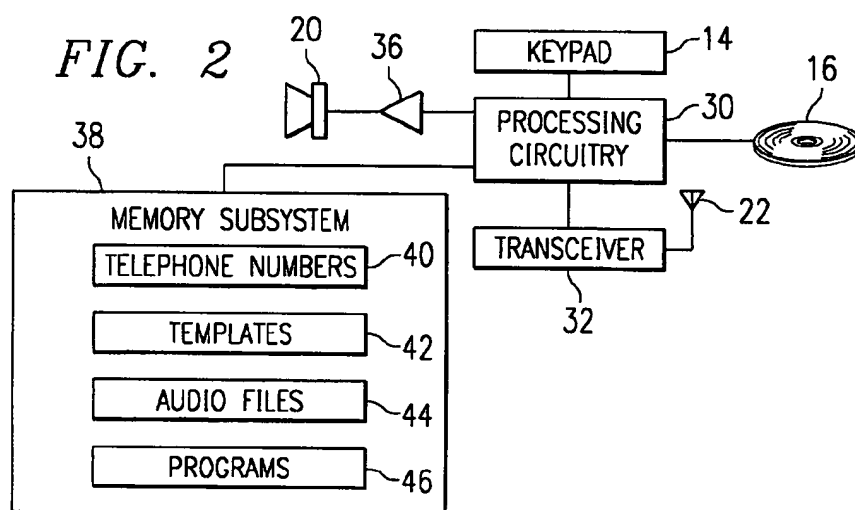 FIG. 2
20
36
KEYPAD
14
PROCESSING
CIRCUITRY
30
16
38
22
TRANSCEIVER
32
MEMORY SUBSYSTEM
TELEPHONE NUMBERS
40
TEMPLATES
42
AUDIO FILES
44
PROGRAMS
46